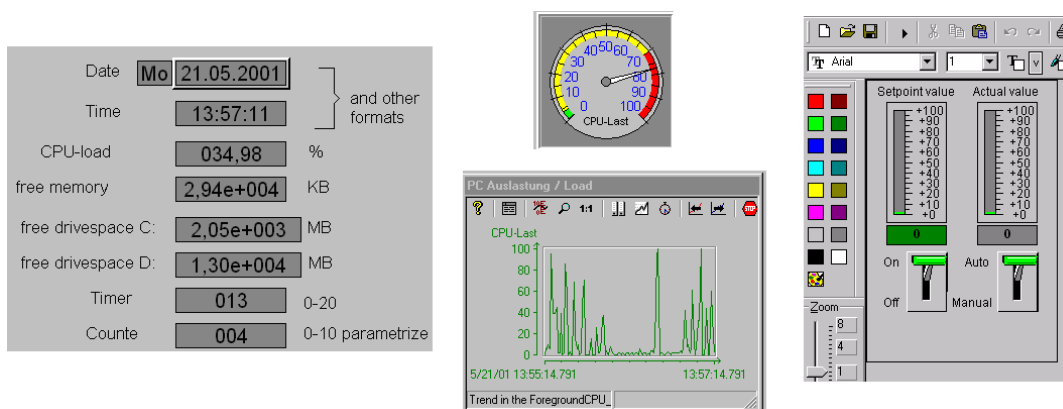 Date Mo 21.05.2001
Time 13:57:11
and other
formats
CPU-load 034,98 %
free memory 2,94e+004 KB
free drivespace C: 2,05e+003 MB
free drivespace D: 1,30e+004 MB
Timer 013 0-20
Counte 004 0-10 parametrize
0 10 20 30 40 50 60 70 80 90 100
CPU-Last
PC Auslastung / Load
? 1:1 STOP
CPU-Last
100
80
60
40
20
0
5/21/01 13:55:14.791 13:57:14.791
Trend in the ForegroundCPU_
Arial 1
Setpoint value Actual value
+100 +100
+90 +90
+80 +80
+70 +70
+60 +60
+50 +50
+40 +40
+30 +30
+20 +20
+10 +10
+0 +0
0 0
On Auto
Off Manual
Zoom
8
4
1